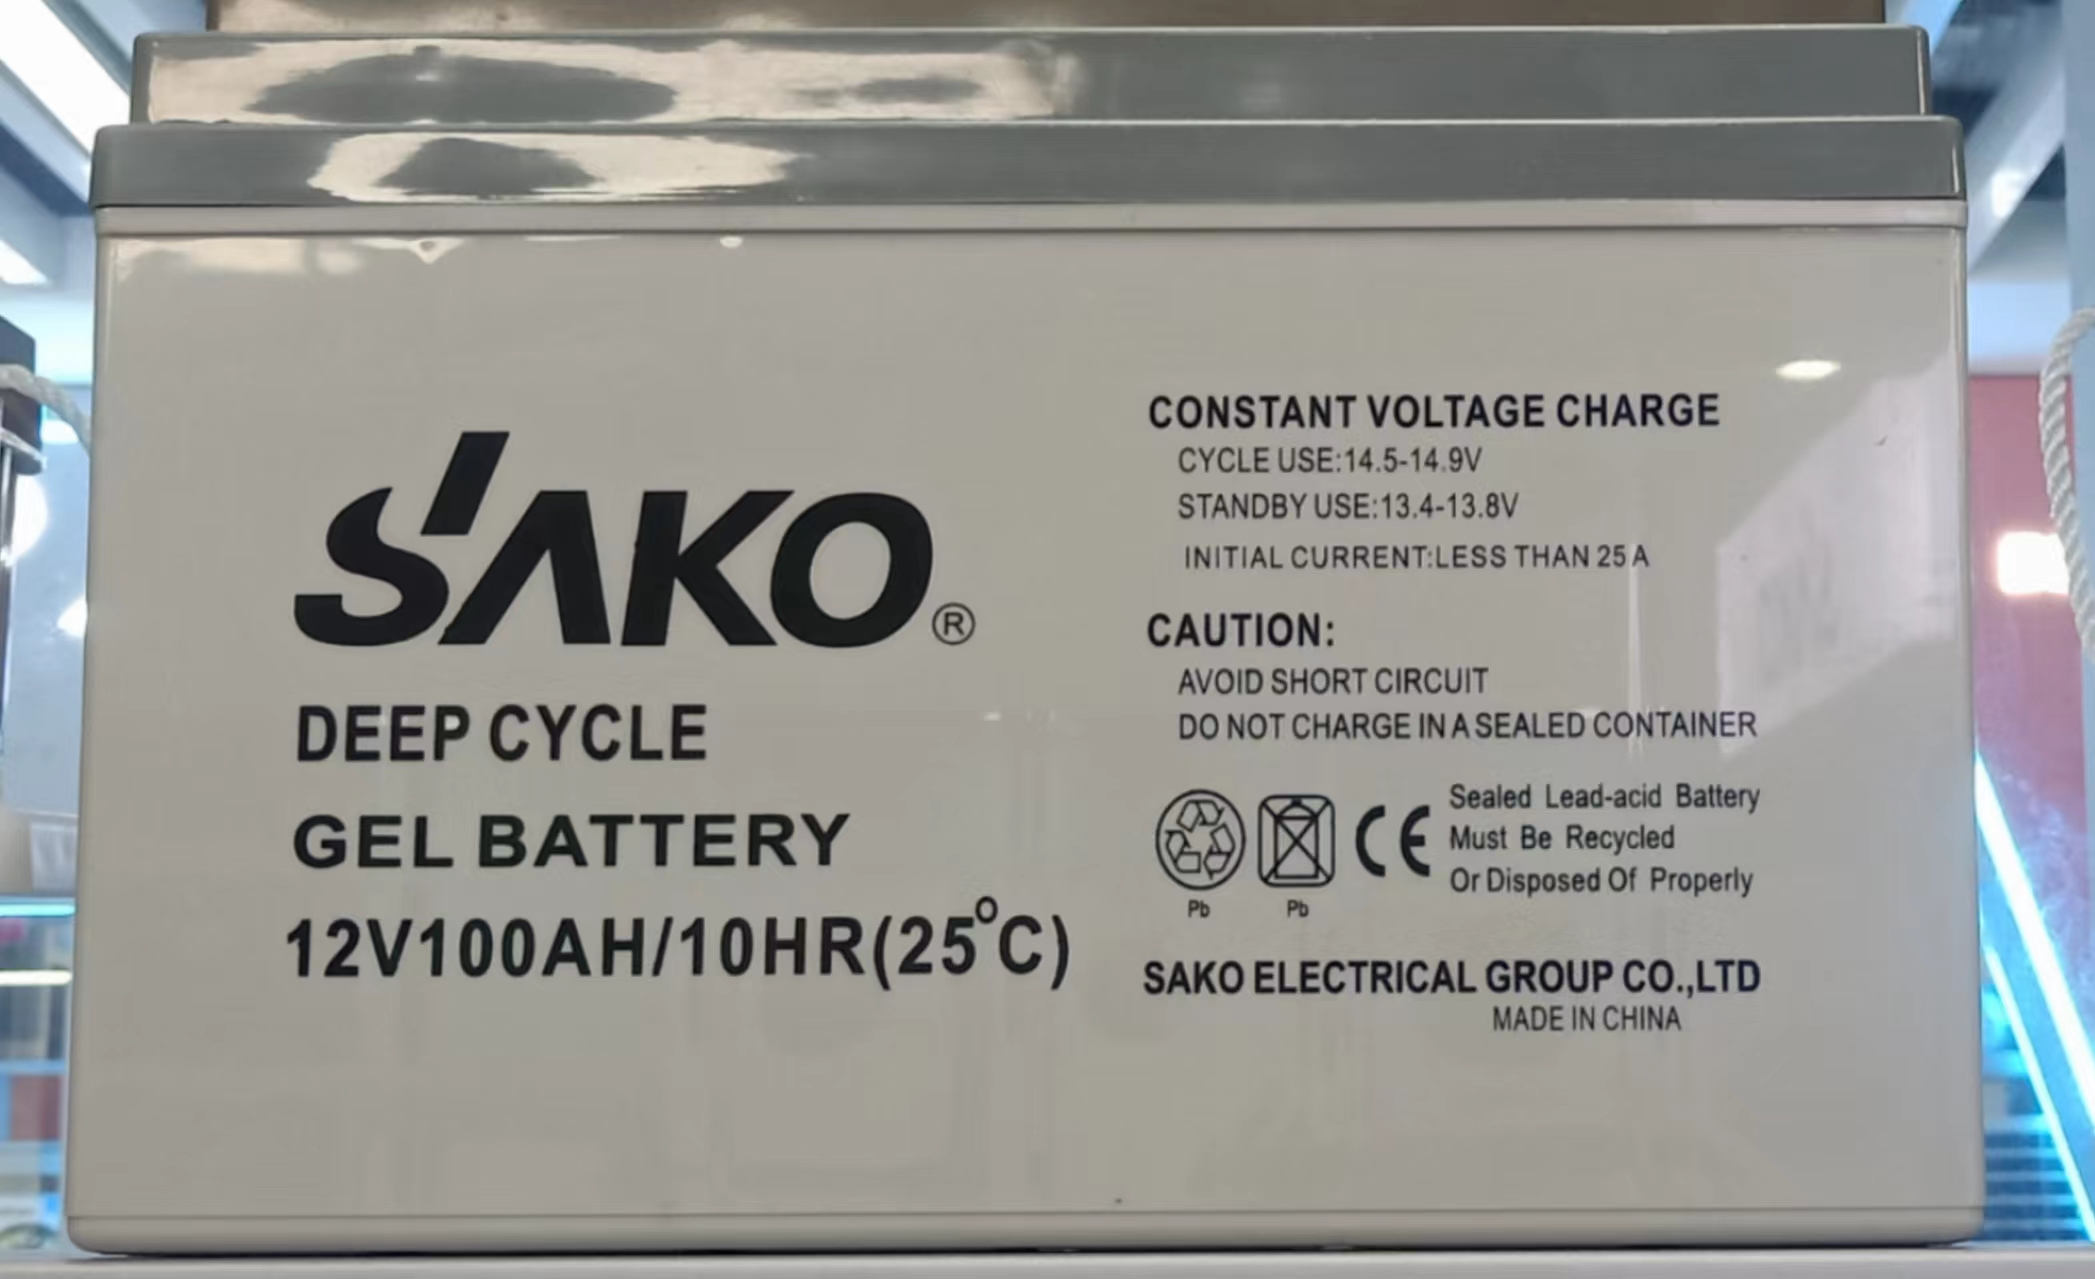 SAKO®
DEEP CYCLE
GEL BATTERY
12V100AH/10HR(25°C)
CONSTANT VOLTAGE CHARGE
CYCLE USE:14.5-14.9V
STANDBY USE:13.4-13.8V
INITIAL CURRENT:LESS THAN 25A
CAUTION:
AVOID SHORT CIRCUIT
DO NOT CHARGE IN A SEALED CONTAINER
Pb
Pb
CE
Sealed Lead-acid Battery
Must Be Recycled
Or Disposed Of Properly
SAKO ELECTRICAL GROUP CO.,LTD
MADE IN CHINA